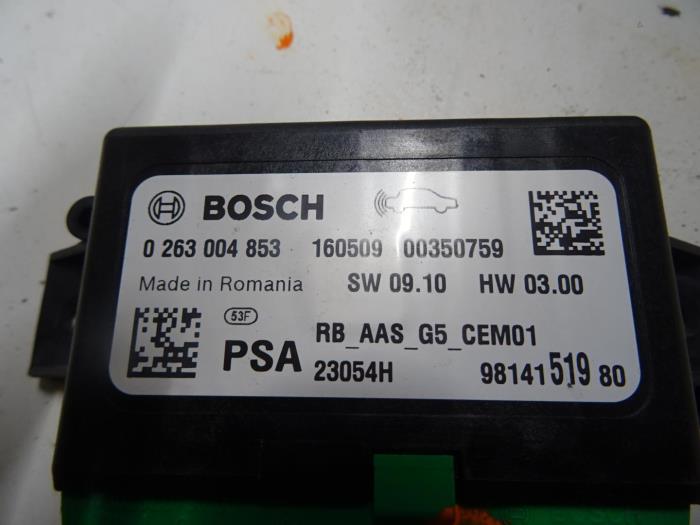 BOSCH
0 263 004 853 160509 00350759
Made in Romania SW 09.10 HW 03.00
53F
PSA RB_AAS_G5_CEM01
23054H 98141519 80